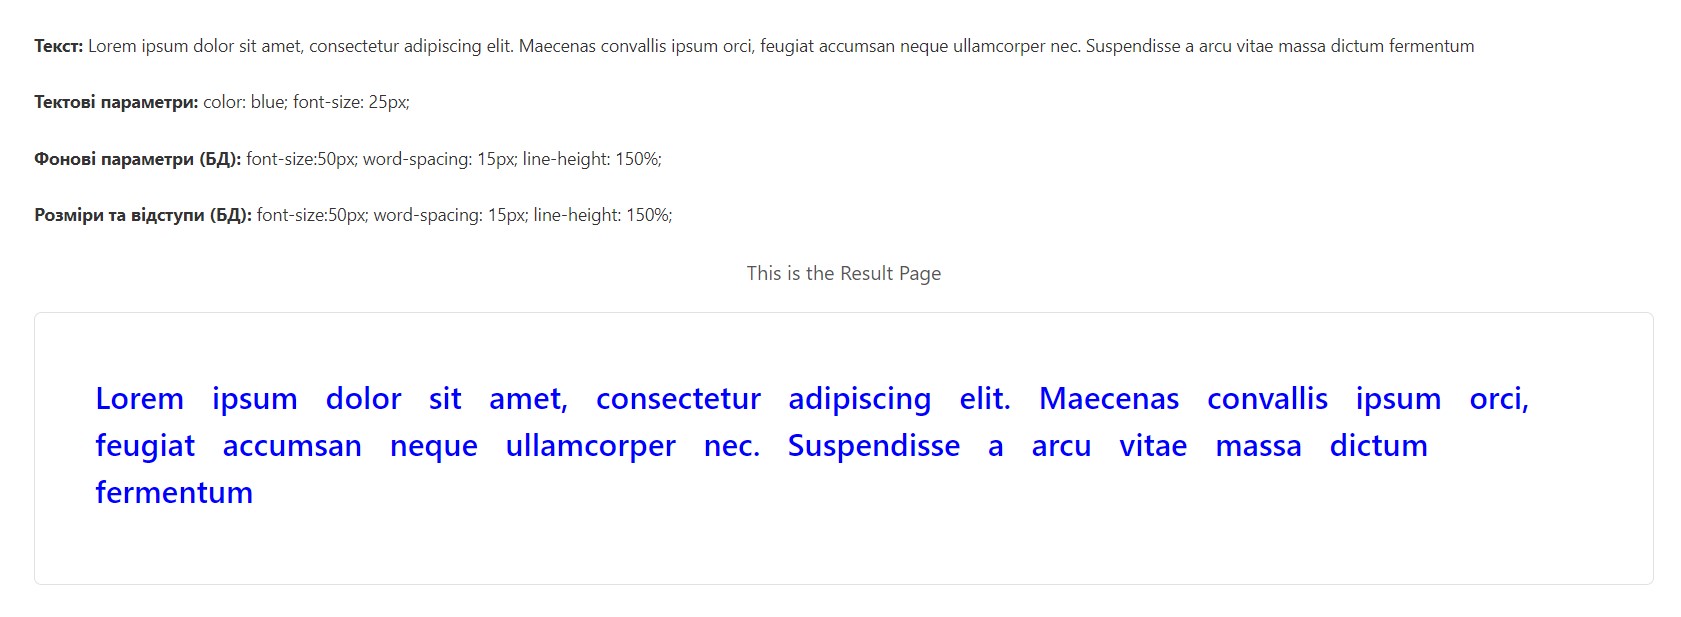 Текст: Lorem ipsum dolor sit amet, consectetur adipiscing elit. Maecenas convallis ipsum orci, feugiat accumsan neque ullamcorper nec. Suspendisse a arcu vitae massa dictum fermentum
Тектові параметри: color: blue; font-size: 25px;
Фонові параметри (БД): font-size:50px; word-spacing: 15px; line-height: 150%;
Розміри та відступи (БД): font-size:50px; word-spacing: 15px; line-height: 150%;
This is the Result Page
Lorem ipsum dolor sit amet, consectetur adipiscing elit. Maecenas convallis ipsum orci,
feugiat accumsan neque ullamcorper nec. Suspendisse a arcu vitae massa dictum
fermentum